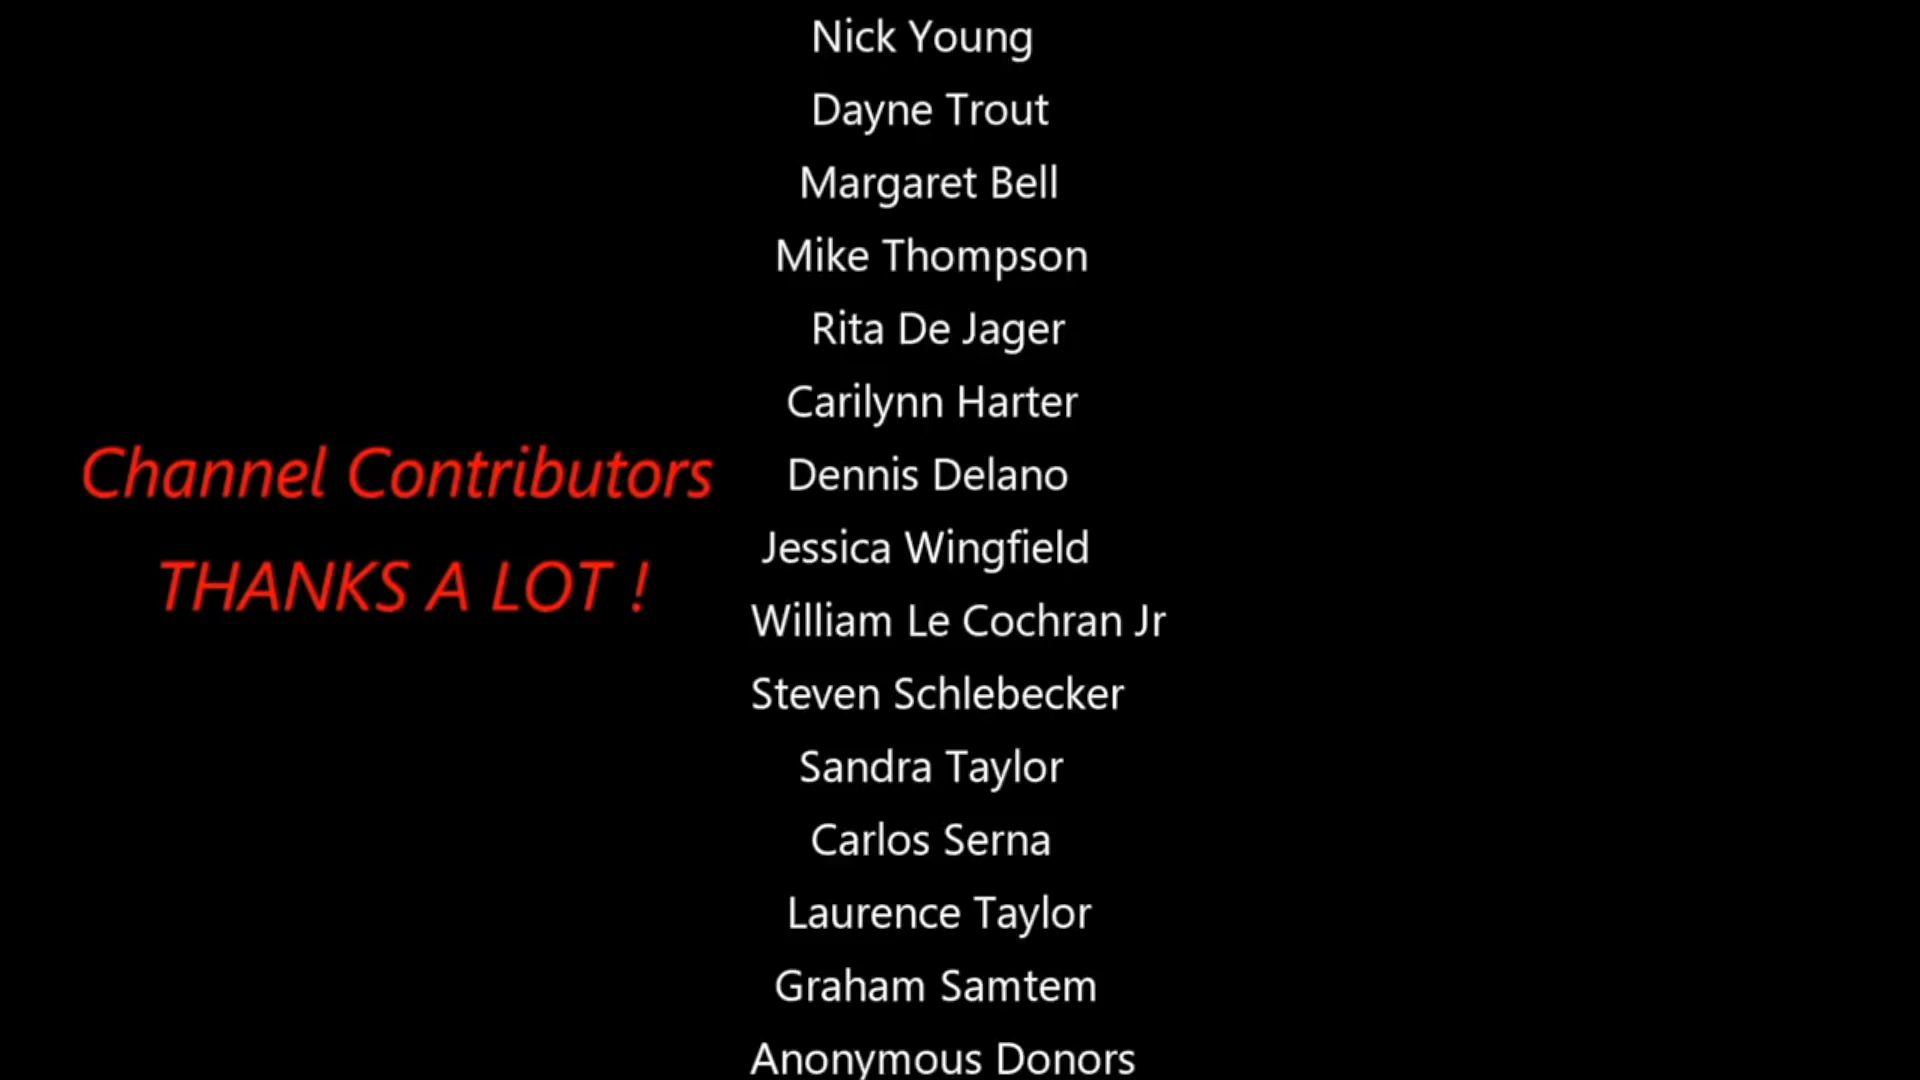 Channel Contributors
THANKS A LOT !
Nick Young
Dayne Trout
Margaret Bell
Mike Thompson
Rita De Jager
Carilynn Harter
Dennis Delano
Jessica Wingfield
William Le Cochran Jr
Steven Schlebecker
Sandra Taylor
Carlos Serna
Laurence Taylor
Graham Samtem
Anonymous Donors